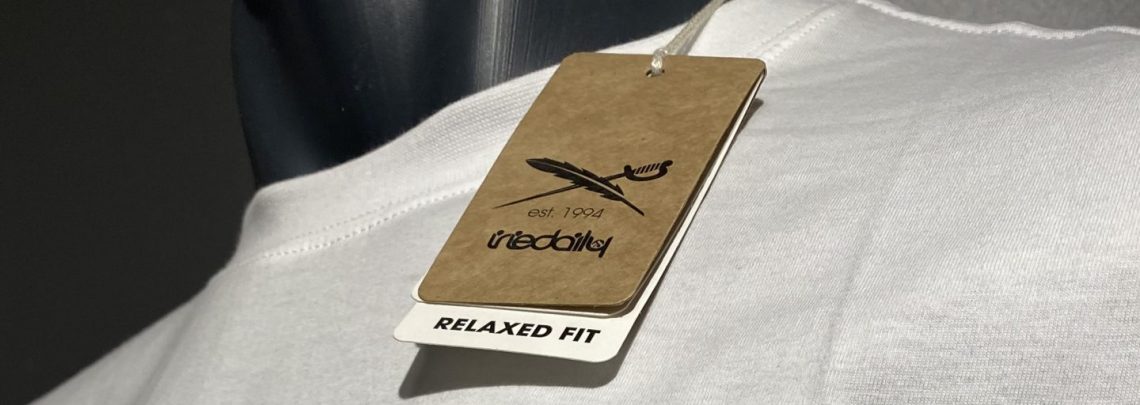 est. 1994
iriedaily
RELAXED FIT